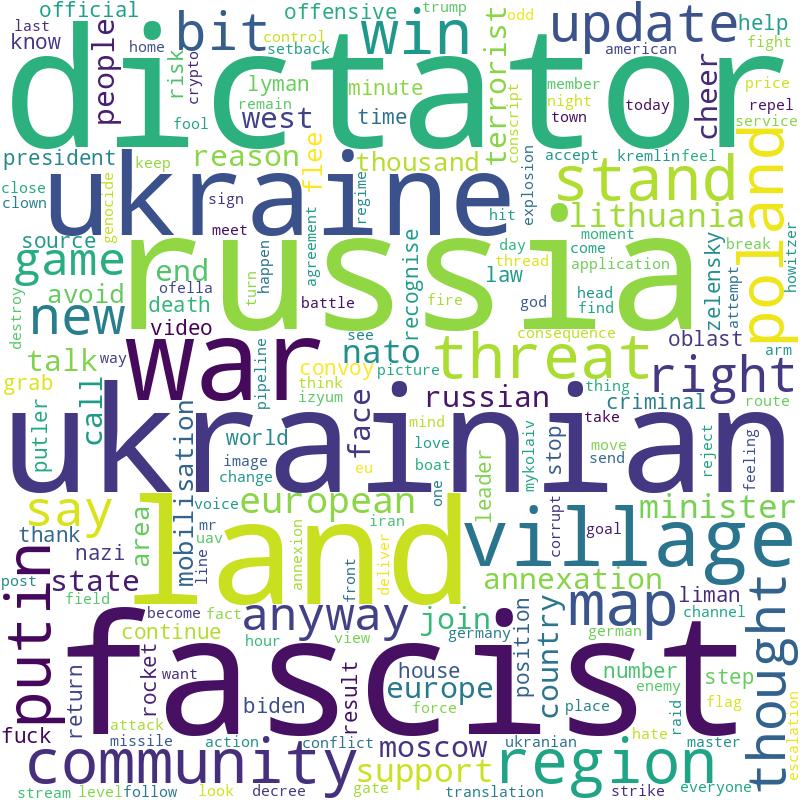 official offensive trump odd
last know home bit control setback win update help
people american fight
dictator
risk crypto lyman minute terrorist member price cheer
remain night today repel
fool west time conscript town service
president keep reason flee thousand accept kremlinfeel poland
close clown genocide ukraine explosion stand
sign regime hit lithuania
meet
source russia day moment zelensky break howitzer
game end happen agreement recognise thread come application
avoid ofella turn law attempt
destroy new death battle fire god head find
video see consequence oblast arm
talk way war nato threat right
grab pipeline convoy picture
putler call think izyum russian thing criminal route
ukrainian
mobilisation world face mind love mykolaiv stop take move reject feeling
image change eu boat one send
say voice european leader corrupt goal minister
thank area land village
nazi mr uav line annexion iran front deliver
post state annexation map liman thought
putin field become fact anyway join position country channel
continue hour view germany german
fascist
return rocket want house number step
biden result europe force place enemy flag
fuck attack hate raid escalation
missile action conflict moscow ukranian master
community support region
stream level follow look decree gate translation strike everyone